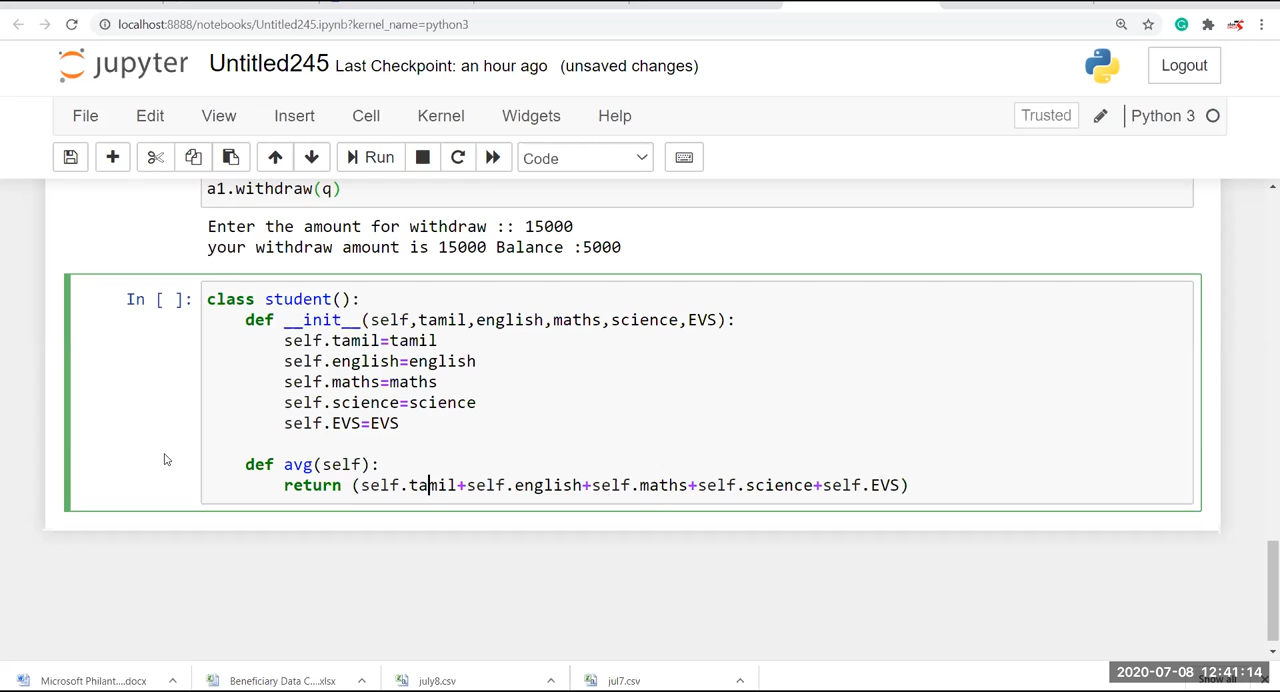 localhost:8888/notebooks/Untitled245.ipynb?kernel_name=python3
jupyter Untitled245 Last Checkpoint: an hour ago (unsaved changes) Logout
File Edit View Insert Cell Kernel Widgets Help Trusted Python 3
Run Code
a1.withdraw(q)
Enter the amount for withdraw :: 15000
your withdraw amount is 15000 Balance :5000
In [ ]: class student():
def __init__(self,tamil,english,maths,science,EVS):
self.tamil=tamil
self.english=english
self.maths=maths
self.science=science
self.EVS=EVS
def avg(self):
return (self.tamil+self.english+self.maths+self.science+self.EVS)
Microsoft Philant....docx Beneficiary Data C....xlsx july8.csv jul7.csv Show all
2020-07-08 12:41:14